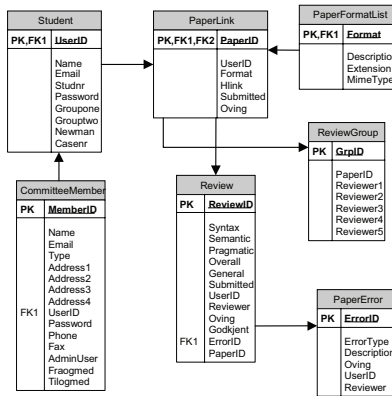 Student
PK,FK1 UserID
Name
Email
Studnr
Password
Groupone
Grouptwo
Newman
Casenr
PaperLink
PK,FK1,FK2 PaperID
UserID
Format
Hlink
Submitted
Oving
PaperFormatList
PK,FK1 Format
Descriptio
Extension
MimeType
ReviewGroup
PK GrpID
PaperID
Reviewer1
Reviewer2
Reviewer3
Reviewer4
Reviewer5
CommitteeMember
PK MemberID
Name
Email
Type
Address1
Address2
Address3
Address4
FK1 UserID
Password
Phone
Fax
AdminUser
Fraogmed
Tilogmed
Review
PK ReviewID
Syntax
Semantic
Pragmatic
Overall
General
Submitted
UserID
Reviewer
Oving
Godkjent
FK1 ErrorID
PaperID
PaperError
PK ErrorID
ErrorType
Description
Oving
UserID
Reviewer